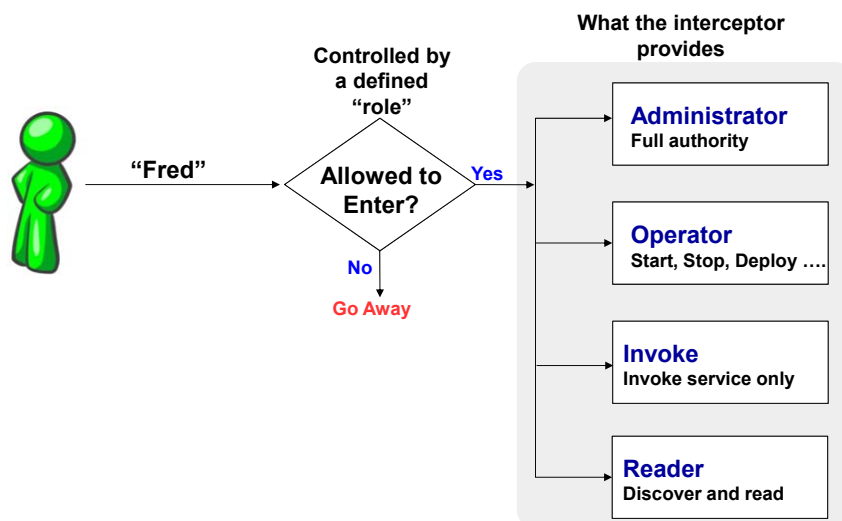 What the interceptor
provides
Controlled by
a defined
“role”
“Fred”
Allowed to
Enter?
Yes
No
Go Away
Administrator
Full authority
Operator
Start, Stop, Deploy ….
Invoke
Invoke service only
Reader
Discover and read